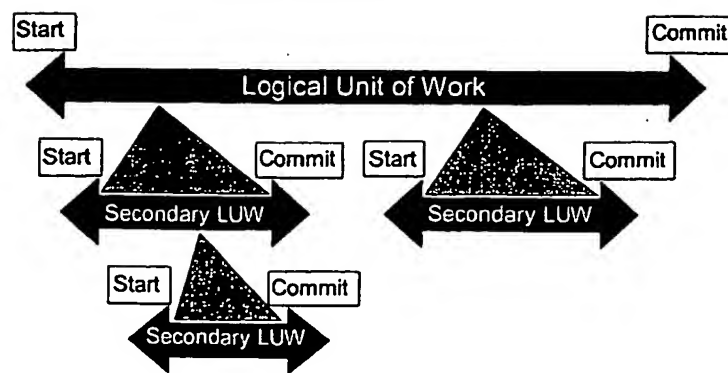 Start
Commit
Logical Unit of Work
Start
Commit
Start
Commit
Secondary LUW
Secondary LUW
Start
Commit
Secondary LUW